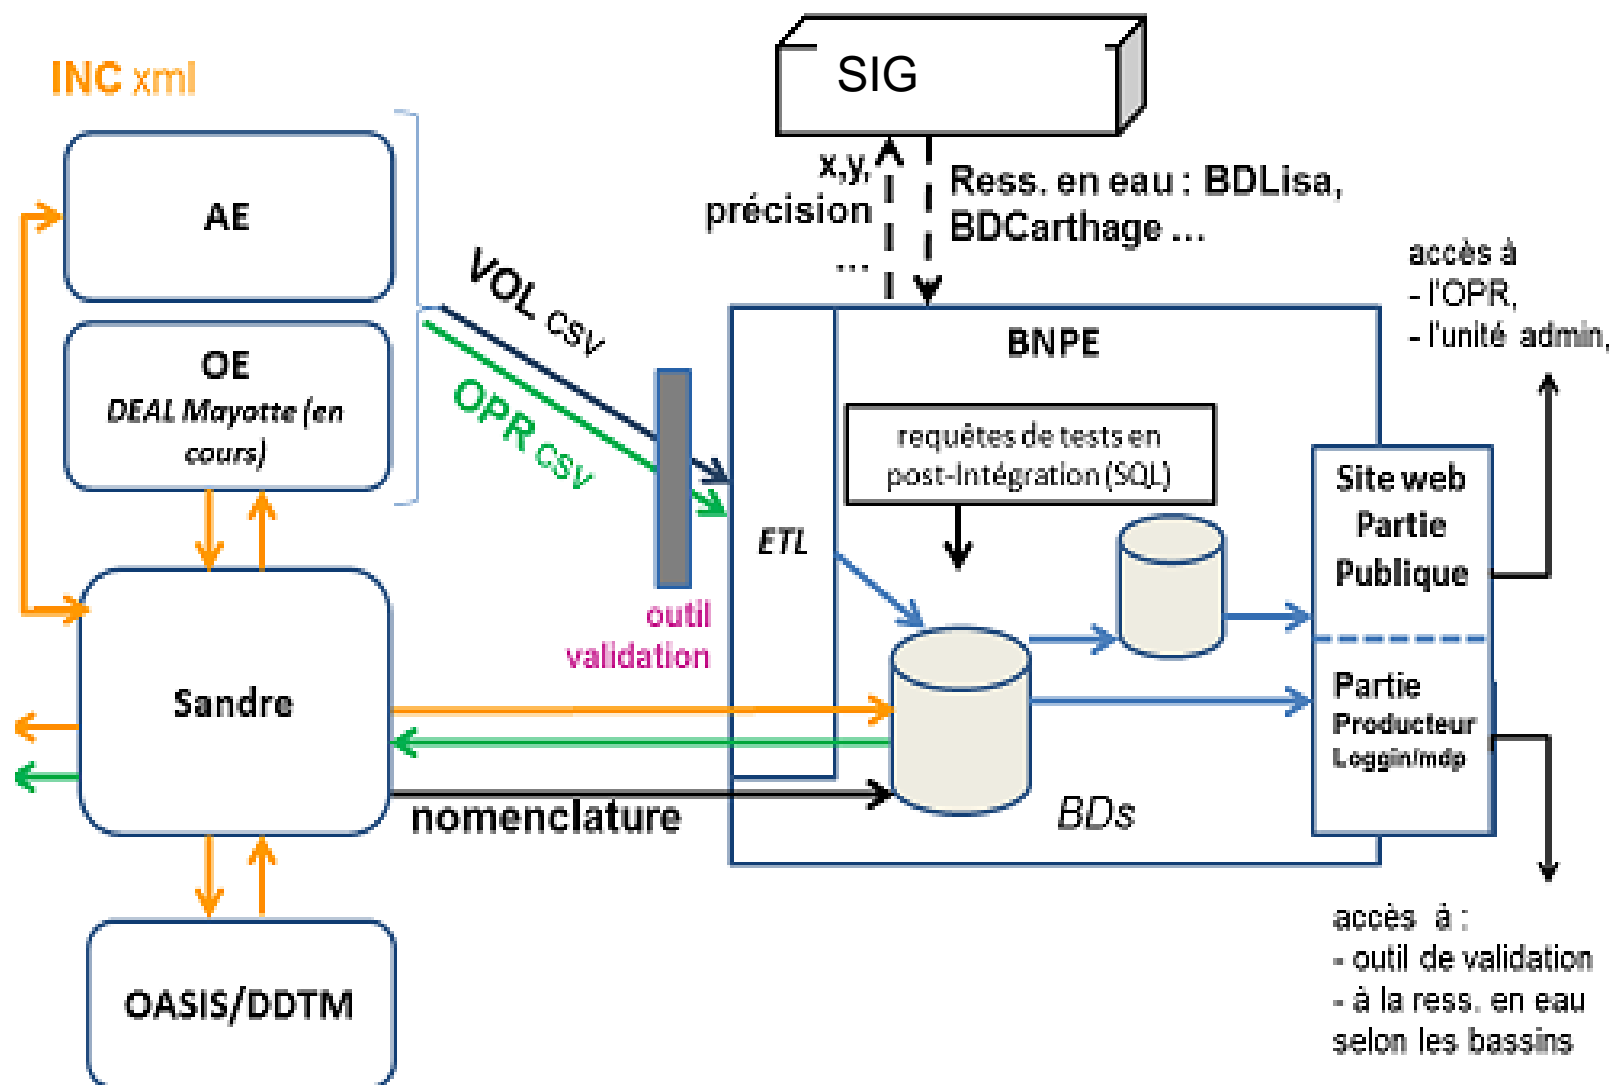 SIG
INC xml
x,y,
précision
...
Ress. en eau : BDLisa,
BDCarthage ...
AE
VOL csv
OPR csv
accès à
- l'OPR,
- l'unité admin,
OE
DEAL Mayotte (en
cours)
BNPE
requêtes de tests en
post-Intégration (SQL)
ETL
Site web
Partie
Publique
outil
validation
Sandre
Partie
Producteur
Loggin/mdp
nomenclature
BDs
OASIS/DDTM
accès à :
- outil de validation
- à la ress. en eau
selon les bassins